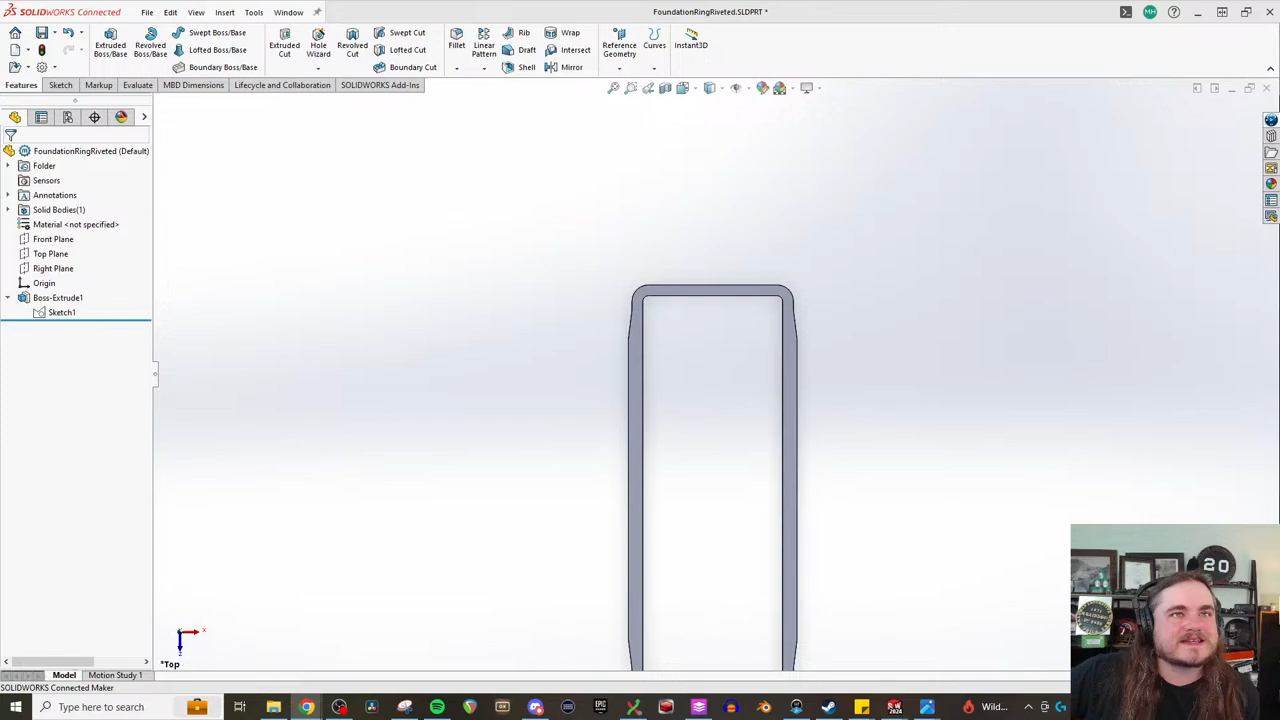 SOLIDWORKS Connected
File
Edit
View
Insert
Tools
Window
FoundationRingRiveted.SLDPRT *
MH
Extruded Boss/Base
Revolved Boss/Base
Swept Boss/Base
Lofted Boss/Base
Boundary Boss/Base
Extruded Cut
Hole Wizard
Revolved Cut
Swept Cut
Lofted Cut
Boundary Cut
Fillet
Linear Pattern
Rib
Draft
Shell
Wrap
Intersect
Mirror
Reference Geometry
Curves
Instant3D
Features
Sketch
Markup
Evaluate
MBD Dimensions
Lifecycle and Collaboration
SOLIDWORKS Add-Ins
FoundationRingRiveted (Default)
Folder
Sensors
Annotations
Solid Bodies(1)
Material <not specified>
Front Plane
Top Plane
Right Plane
Origin
Boss-Extrude1
Sketch1
x
z
*Top
20
Model
Motion Study 1
SOLIDWORKS Connected Maker
Type here to search
Wild...